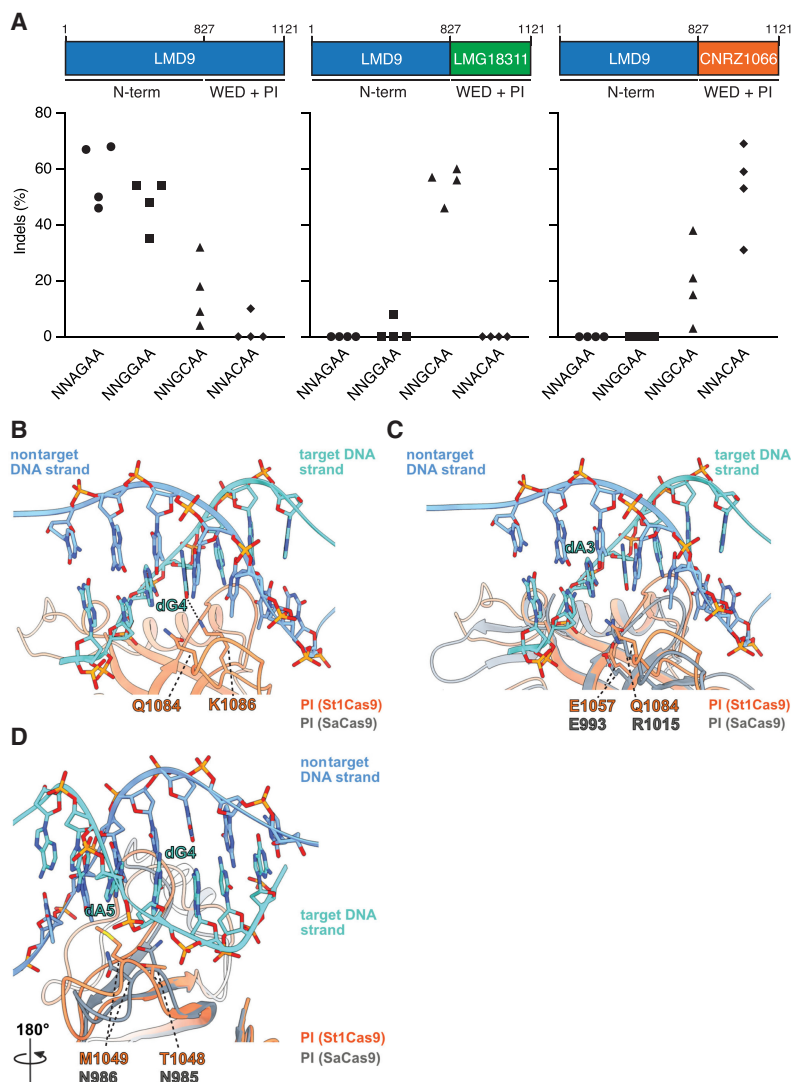 A
1 827 1121
1 827 1121
1 827 1121
LMD9
LMD9 LMG18311
LMD9 CNRZ1066
N-term WED + PI
N-term WED + PI
N-term WED + PI
Indels (%)
80
60
40
20
0
NNAGAA NNGGAA NNGCAA NNACAA
NNAGAA NNGGAA NNGCAA NNACAA
NNAGAA NNGGAA NNGCAA NNACAA
B
nontarget
DNA strand
target DNA
strand
dG4
Q1084 K1086
PI (St1Cas9)
PI (SaCas9)
C
nontarget
DNA strand
target DNA
strand
dA3
E1057 Q1084
E993 R1015
PI (St1Cas9)
PI (SaCas9)
D
nontarget
DNA strand
dG4
dA5
target DNA
strand
180°
M1049 T1048
N986 N985
PI (St1Cas9)
PI (SaCas9)